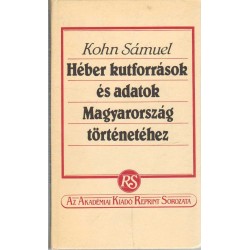 Kohn Sámuel
Héber kutforrások
és adatok
Magyarország
történetéhez
RS
AZ AKADÉMIAI KIADÓ REPRINT SOROZATA